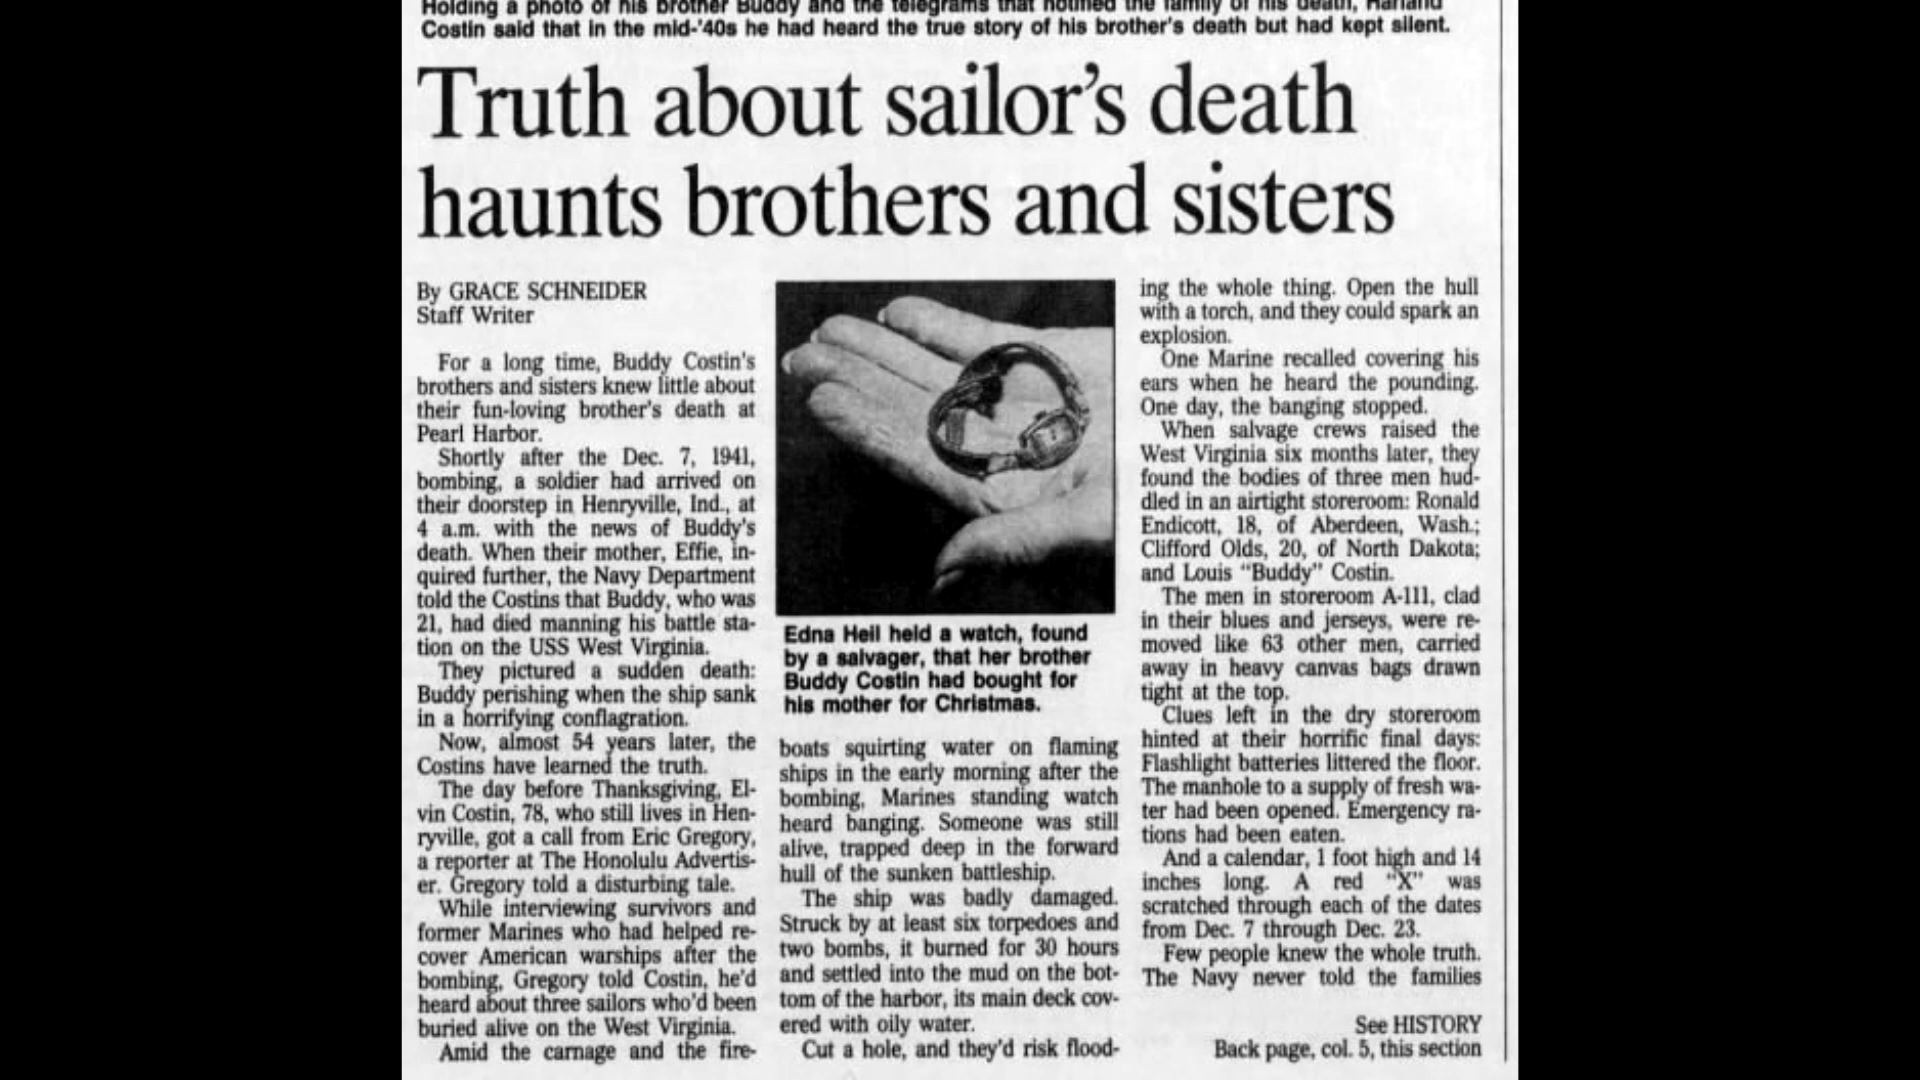 Holding a photo of his brother Buddy and the telegrams that notified the family of his death, Harland
Costin said that in the mid-'40s he had heard the true story of his brother's death but had kept silent.
Truth about sailor's death
haunts brothers and sisters
By GRACE SCHNEIDER
Staff Writer
For a long time, Buddy Costin's
brothers and sisters knew little about
their fun-loving brother's death at
Pearl Harbor.
Shortly after the Dec. 7, 1941,
bombing, a soldier had arrived on
their doorstep in Henryville, Ind., at
4 a.m. with the news of Buddy's
death. When their mother, Effie, in-
quired further, the Navy Department
told the Costins that Buddy, who was
21, had died manning his battle sta-
tion on the USS West Virginia.
They pictured a sudden death:
Buddy perishing when the ship sank
in a horrifying conflagration.
Now, almost 54 years later, the
Costins have learned the truth.
The day before Thanksgiving, El-
vin Costin, 78, who still lives in Hen-
ryville, got a call from Eric Gregory,
a reporter at The Honolulu Advertis-
er. Gregory told a disturbing tale.
While interviewing survivors and
former Marines who had helped re-
cover American warships after the
bombing, Gregory told Costin, he'd
heard about three sailors who'd been
buried alive on the West Virginia.
Amid the carnage and the fire-
Edna Heil held a watch, found
by a salvager, that her brother
Buddy Costin had bought for
his mother for Christmas.
boats squirting water on flaming
ships in the early morning after the
bombing, Marines standing watch
heard banging. Someone was still
alive, trapped deep in the forward
hull of the sunken battleship.
The ship was badly damaged.
Struck by at least six torpedoes and
two bombs, it burned for 30 hours
and settled into the mud on the bot-
tom of the harbor, its main deck cov-
ered with oily water.
Cut a hole, and they'd risk flood-
ing the whole thing. Open the hull
with a torch, and they could spark an
explosion.
One Marine recalled covering his
ears when he heard the pounding.
One day, the banging stopped.
When salvage crews raised the
West Virginia six months later, they
found the bodies of three men hud-
dled in an airtight storeroom: Ronald
Endicott, 18, of Aberdeen, Wash.;
Clifford Olds, 20, of North Dakota;
and Louis "Buddy" Costin.
The men in storeroom A-111, clad
in their blues and jerseys, were re-
moved like 63 other men, carried
away in heavy canvas bags drawn
tight at the top.
Clues left in the dry storeroom
hinted at their horrific final days:
Flashlight batteries littered the floor.
The manhole to a supply of fresh wa-
ter had been opened. Emergency ra-
tions had been eaten.
And a calendar, 1 foot high and 14
inches long. A red "X" was
scratched through each of the dates
from Dec. 7 through Dec. 23.
Few people knew the whole truth.
The Navy never told the families
See HISTORY
Back page, col. 5, this section